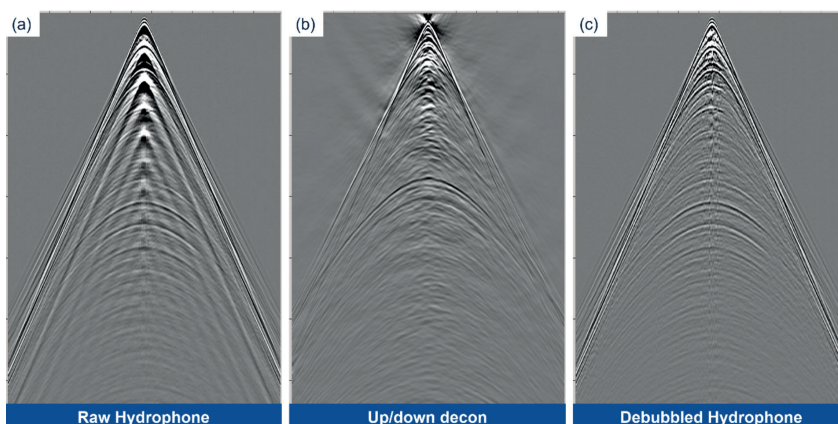 (a)
(b)
(c)
Raw Hydrophone
Up/down decon
Debubbled Hydrophone